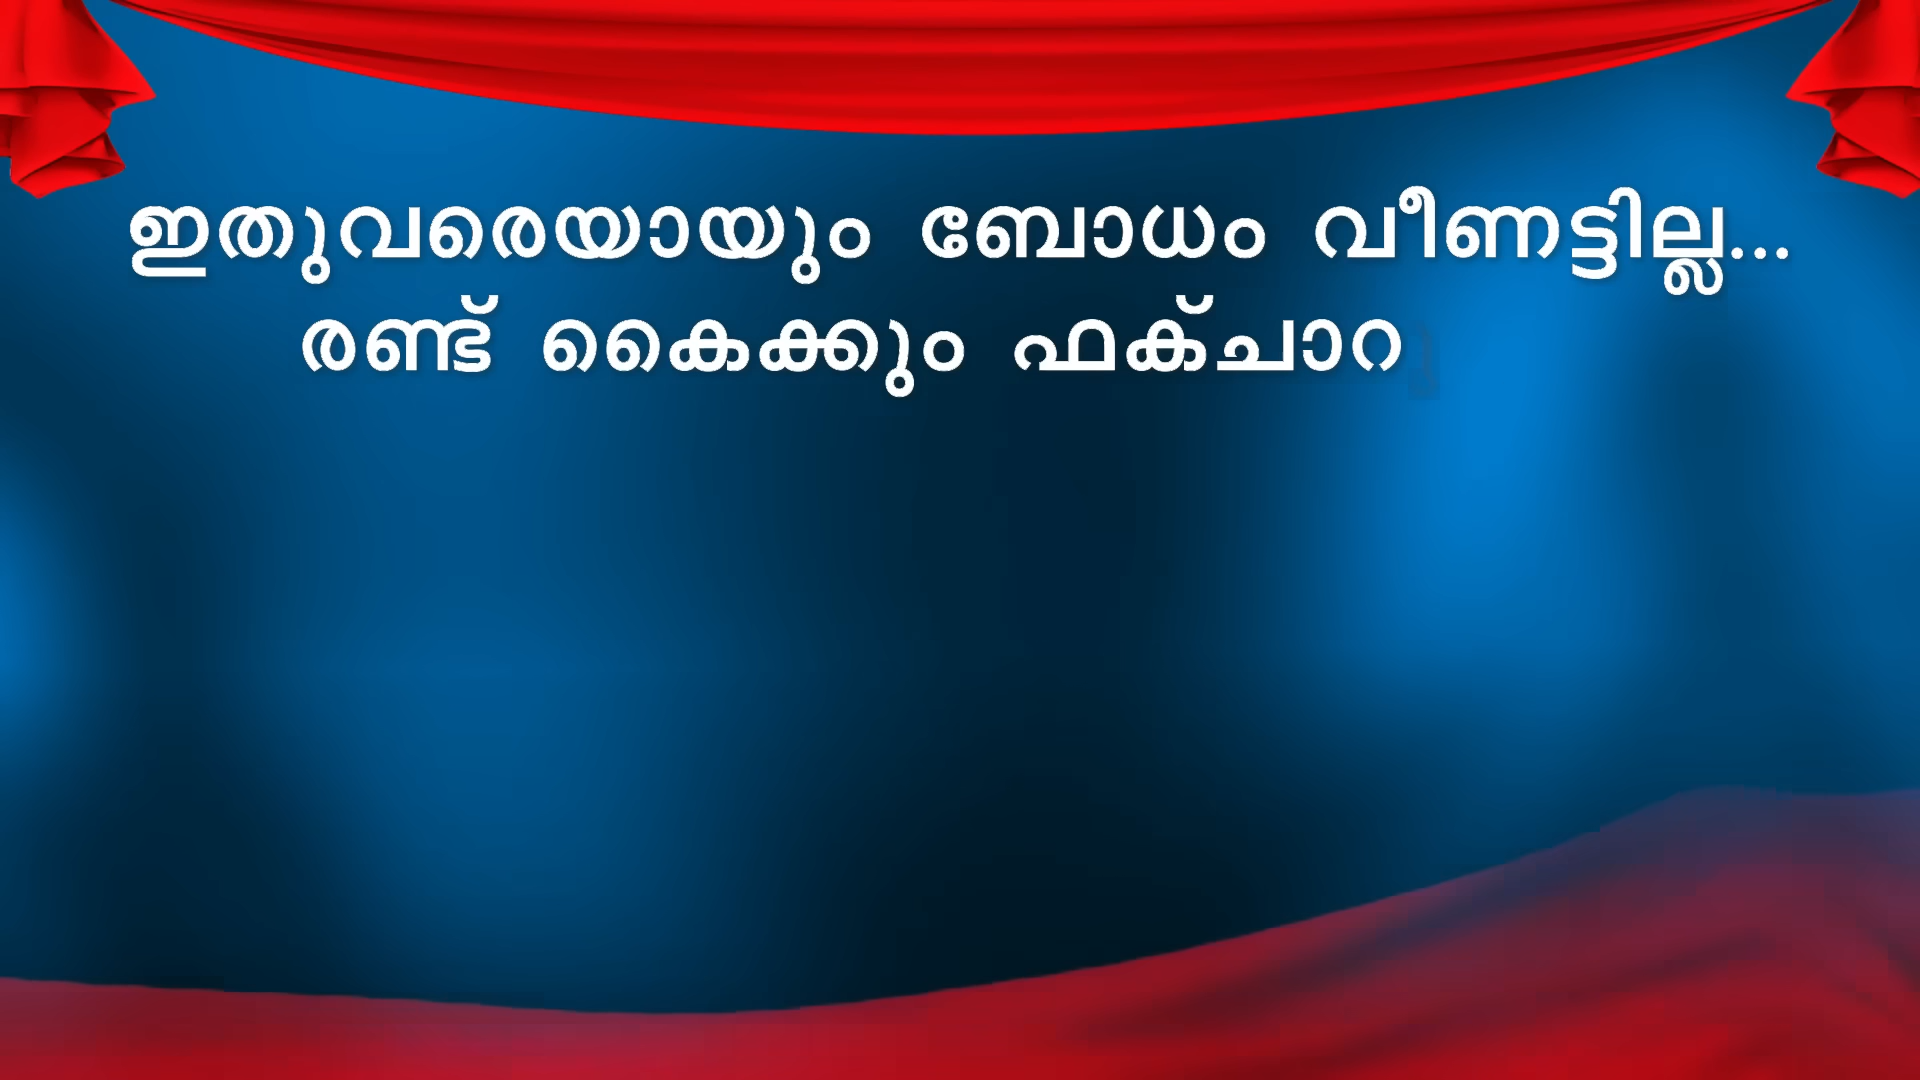 ഇതുവരെയായും ബോധം വീണട്ടില്ല...
രണ്ട് കൈക്കും ഫക്ചാറ